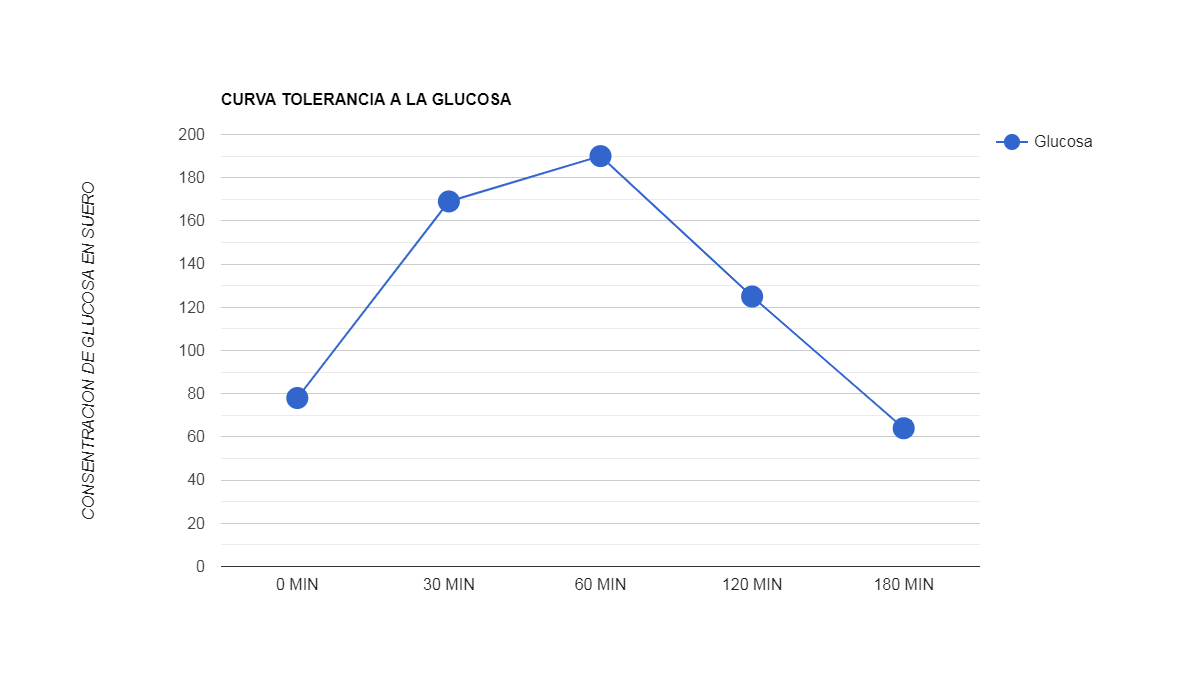 CURVA TOLERANCIA A LA GLUCOSA
CONSENTRACION DE GLUCOSA EN SUERO
200
180
160
140
120
100
80
60
40
20
0
0 MIN
30 MIN
60 MIN
120 MIN
180 MIN
Glucosa